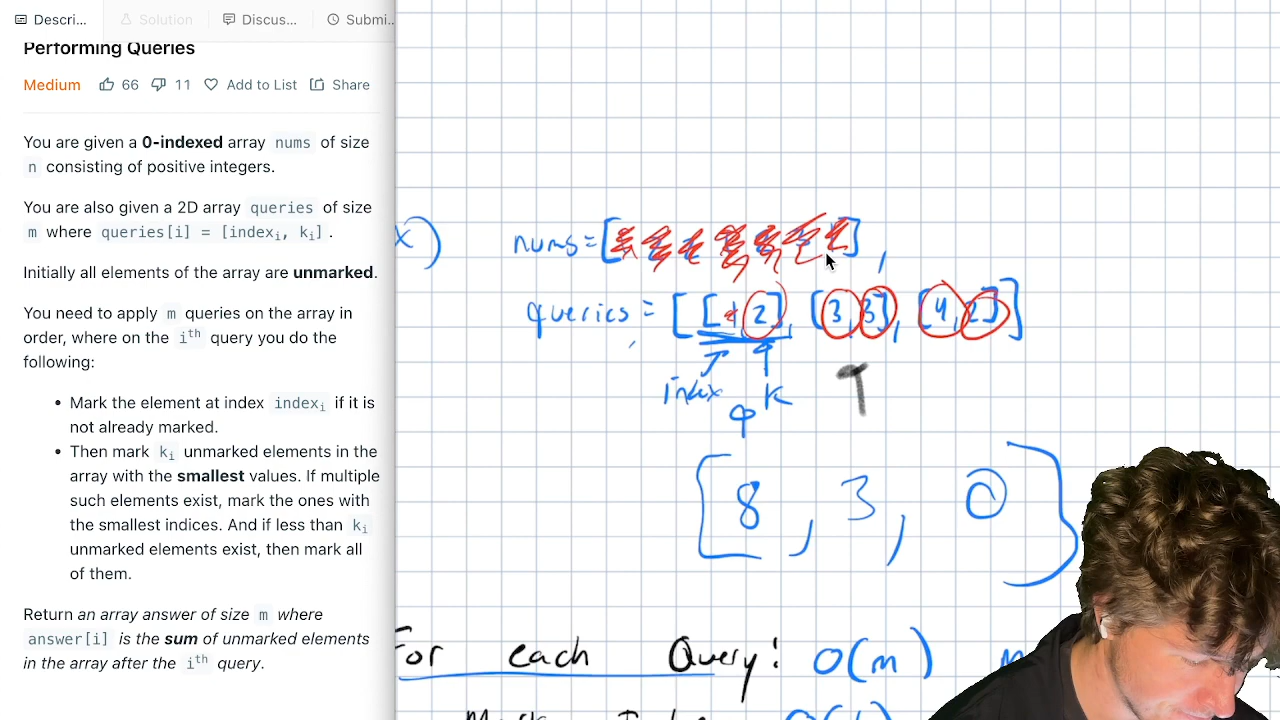 Descri...
Solution
Discus...
Submi...
Performing Queries
Medium 66 11 Add to List Share
You are given a 0-indexed array nums of size
n consisting of positive integers.
You are also given a 2D array queries of size
m where queries[i] = [indexi, ki].
Initially all elements of the array are unmarked.
You need to apply m queries on the array in
order, where on the ith query you do the
following:
• Mark the element at index indexi if it is
not already marked.
• Then mark ki unmarked elements in the
array with the smallest values. If multiple
such elements exist, mark the ones with
the smallest indices. And if less than ki
unmarked elements exist, then mark all
of them.
Return an array answer of size m where
answer[i] is the sum of unmarked elements
in the array after the ith query.
x)
nums = [ ],
queries = [[1, 2], [3, 3], [4, 2]]
index
K
[8, 3, 0]
For each Query: O(m) m
Mark Index O(1)